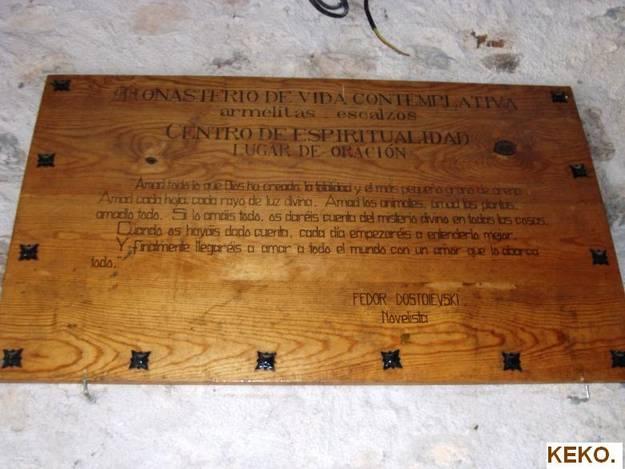 MONASTERIO DE VIDA CONTEMPLATIVA
armelitas . escalzos
CENTRO DE ESPIRITUALIDAD
LUGAR DE ORACIÓN
Amad todo lo que Dios ha creado, la totalidad y el más pequeño grano de arena.
Amad cada hoja, cada rayo de luz divina. Amad los animales, amad las plantas,
amadlo todo. Si lo amáis todo, os daréis cuenta del misterio divino en todas las cosas.
Cuando os hayáis dado cuenta, cada día empezaréis a entenderlo mejor.
Y, finalmente llegaréis a amar a todo el mundo con un amar que lo abarca
todo.
FEDOR DOSTOIEVSKI.
Novelista
KEKO.